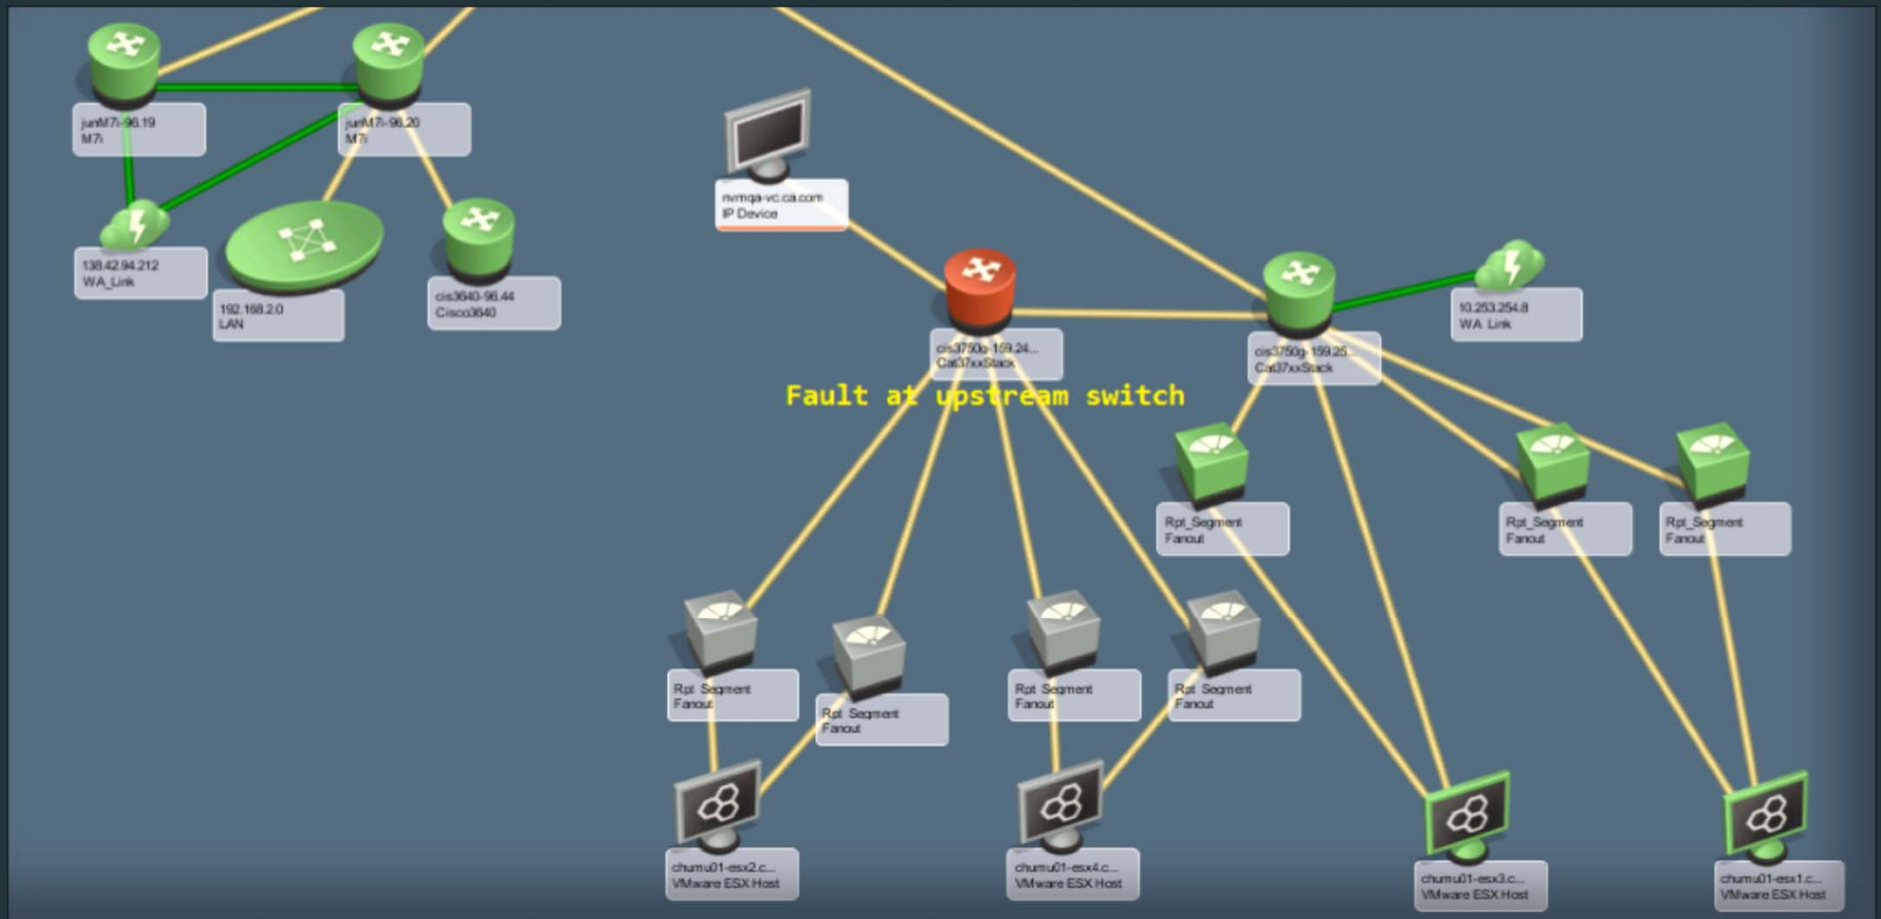 junM7i-96.19
M7i
junM7i-96.20
M7i
138.42.94.212
WA_Link
192.168.2.0
LAN
cis3640-96.44
Cisco3640
nvmqa-vc.ca.com
IP Device
cis3750g-159.24...
Cat37xxStack
cis3750g-159.25...
Cat37xxStack
10.253.254.8
WA_Link
Fault at upstream switch
Rpt_Segment
Fanout
Rpt_Segment
Fanout
Rpt_Segment
Fanout
Rpt_Segment
Fanout
Rpt_Segment
Fanout
Rpt_Segment
Fanout
Rpt_Segment
Fanout
chumu01-esx2.c...
VMware ESX Host
chumu01-esx4.c...
VMware ESX Host
chumu01-esx3.c...
VMware ESX Host
chumu01-esx1.c...
VMware ESX Host